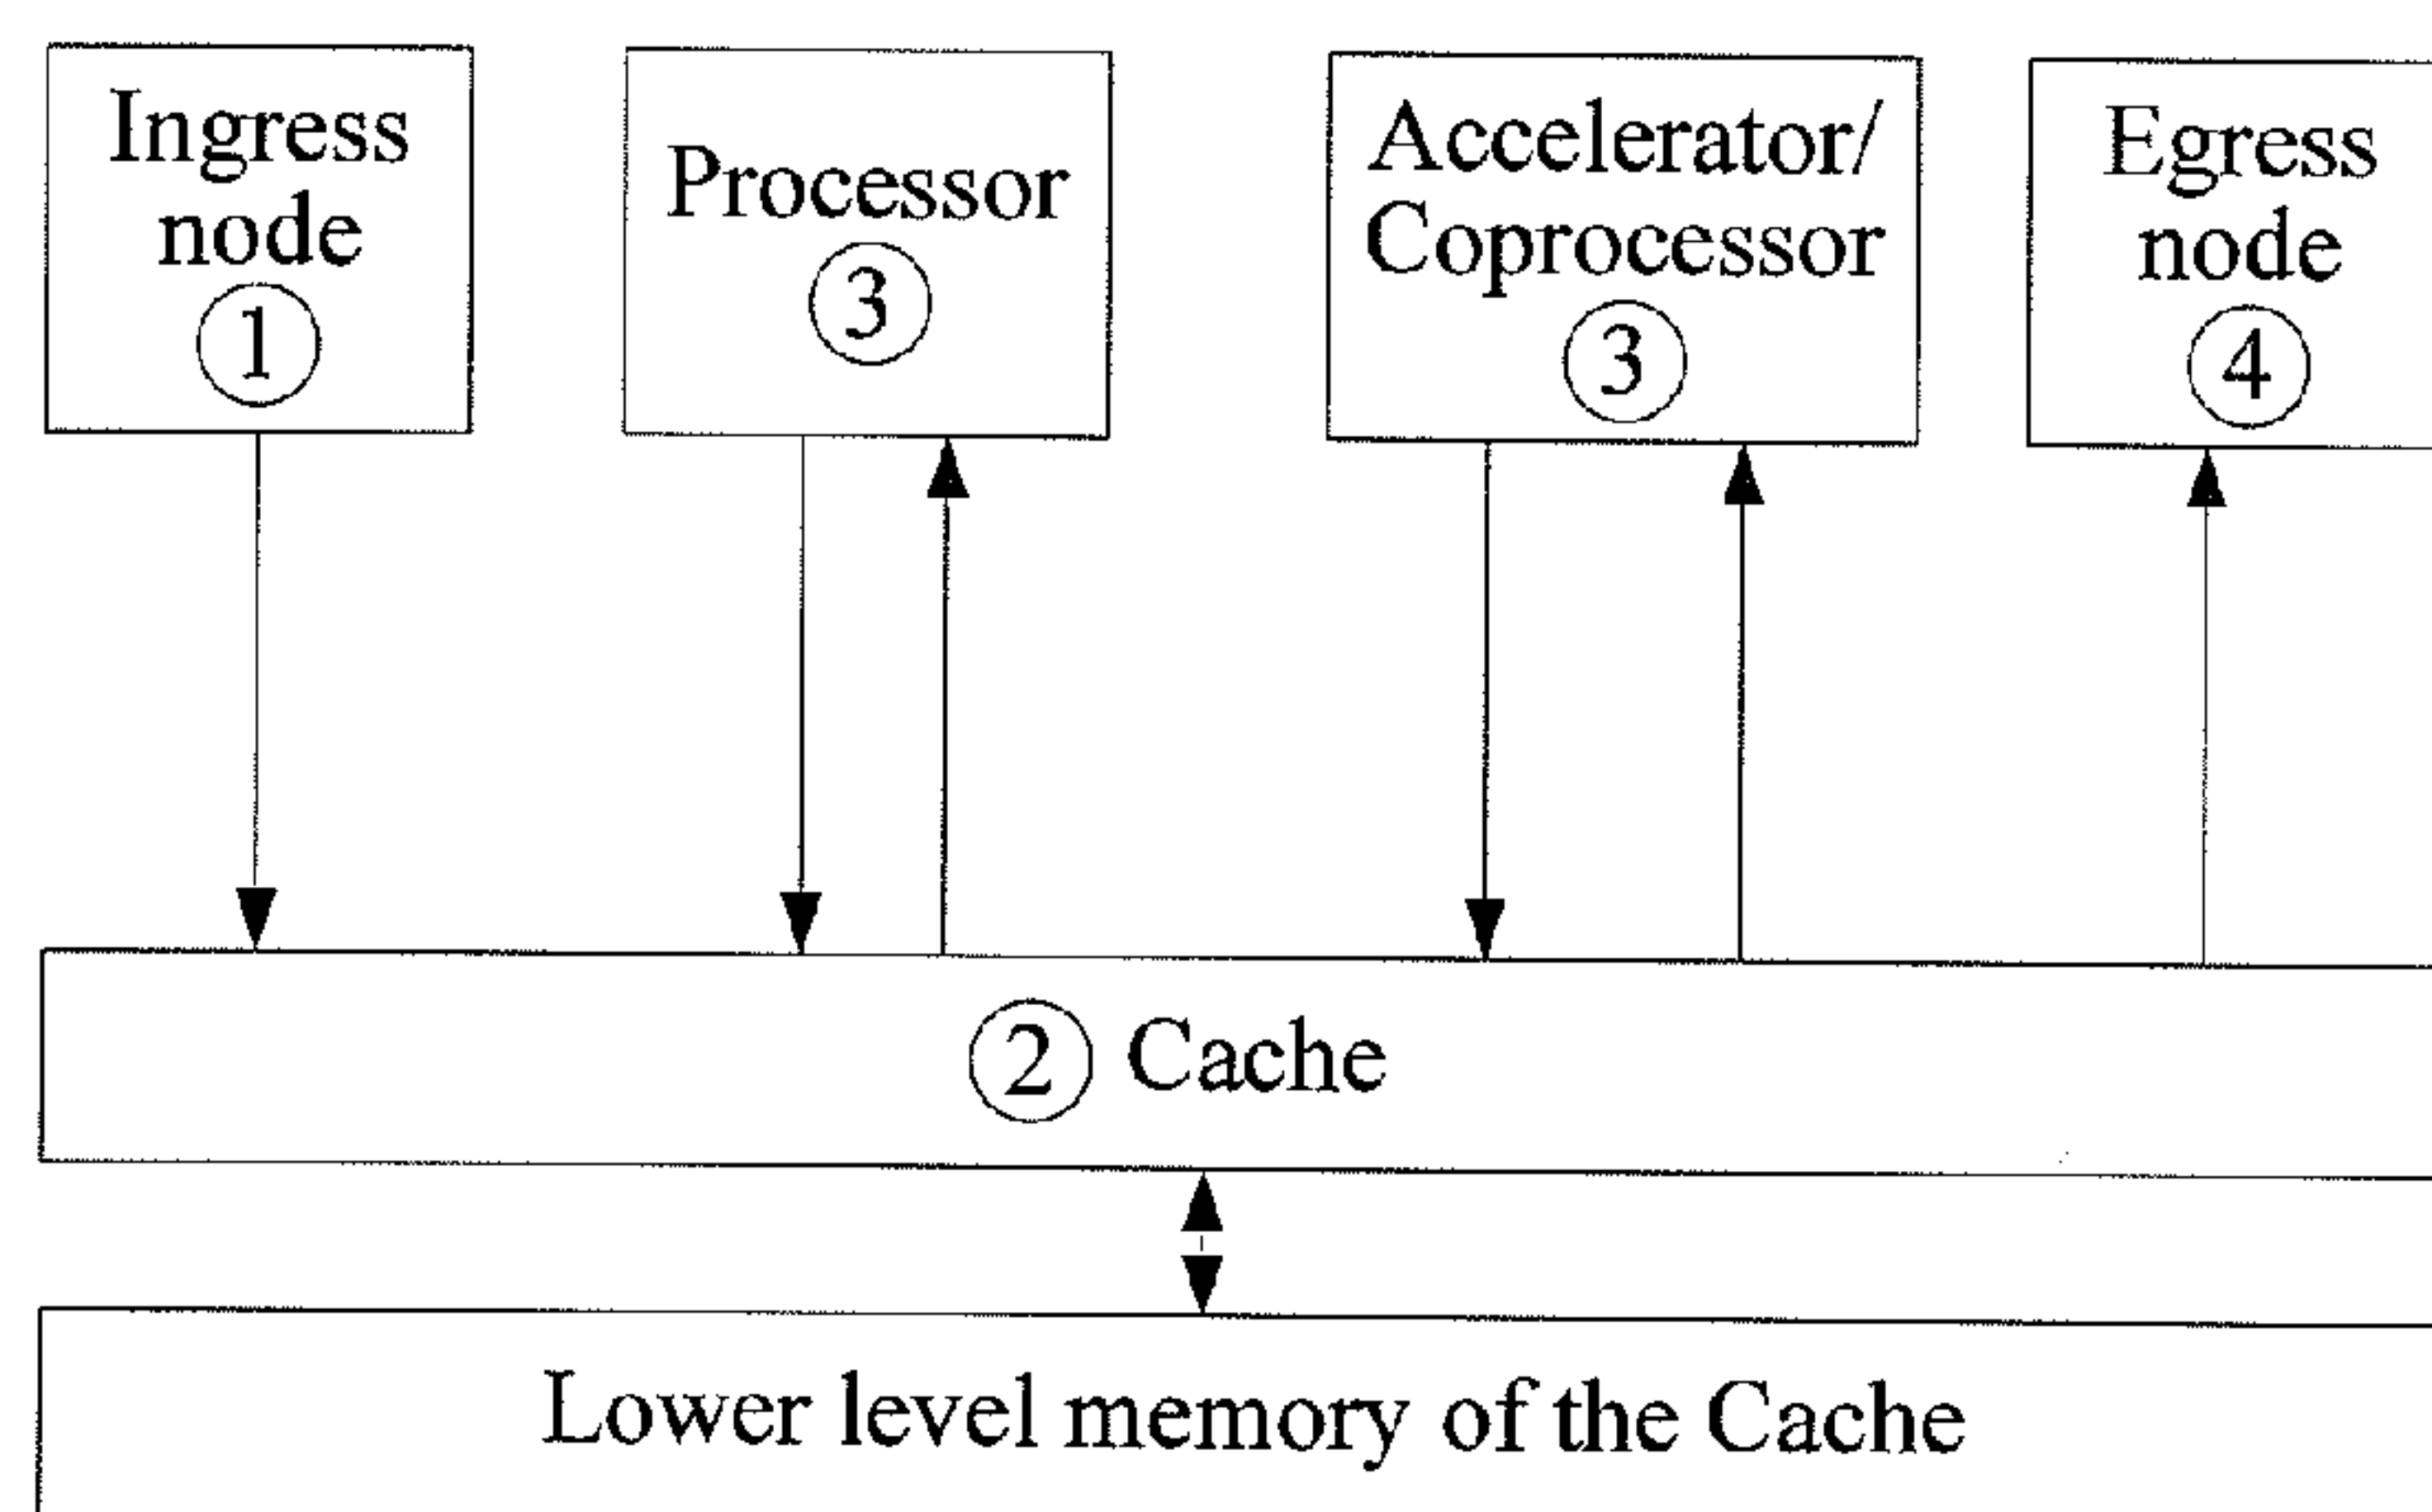 Ingress
node
①
Processor
③
Accelerator/
Coprocessor
③
Egress
node
④
② Cache
Lower level memory of the Cache